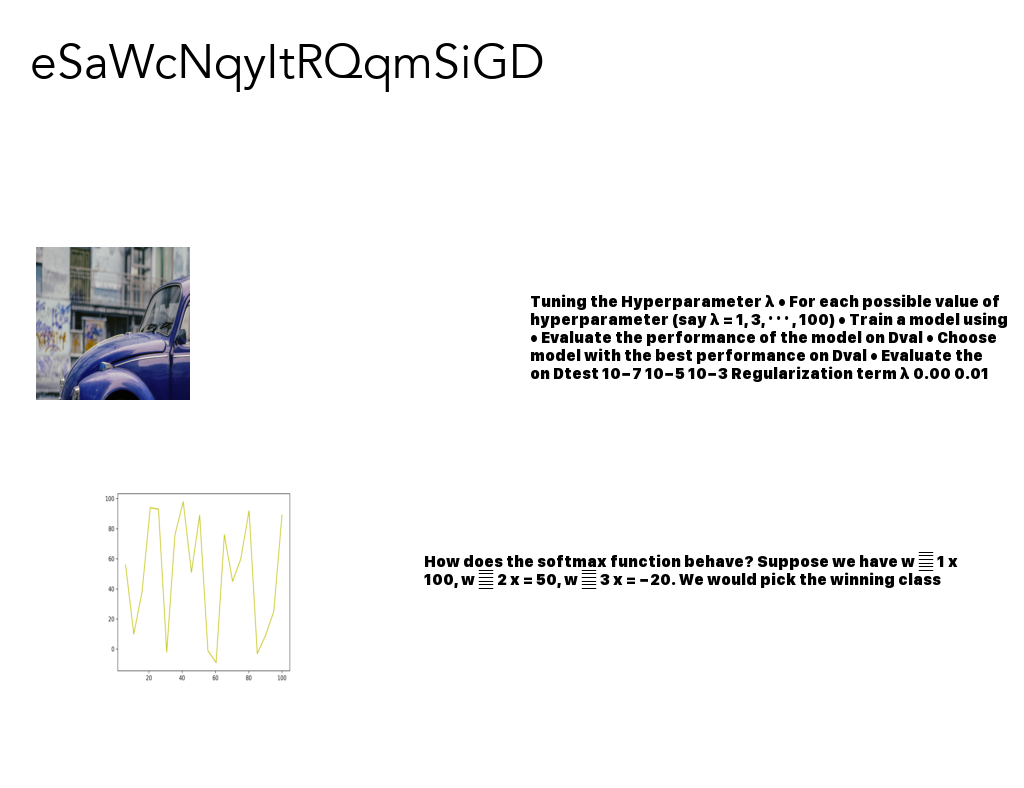 eSaWcNqyItRQqmSiGD
Tuning the Hyperparameter λ • For each possible value of
hyperparameter (say λ = 1, 3, · · · , 100) • Train a model using
• Evaluate the performance of the model on Dval • Choose
model with the best performance on Dval • Evaluate the
on Dtest 10−7 10−5 10−3 Regularization term λ 0.00 0.01
100
80
60
40
20
0
20 40 60 80 100
How does the softmax function behave? Suppose we have w 1 x
100, w 2 x = 50, w 3 x = −20. We would pick the winning class